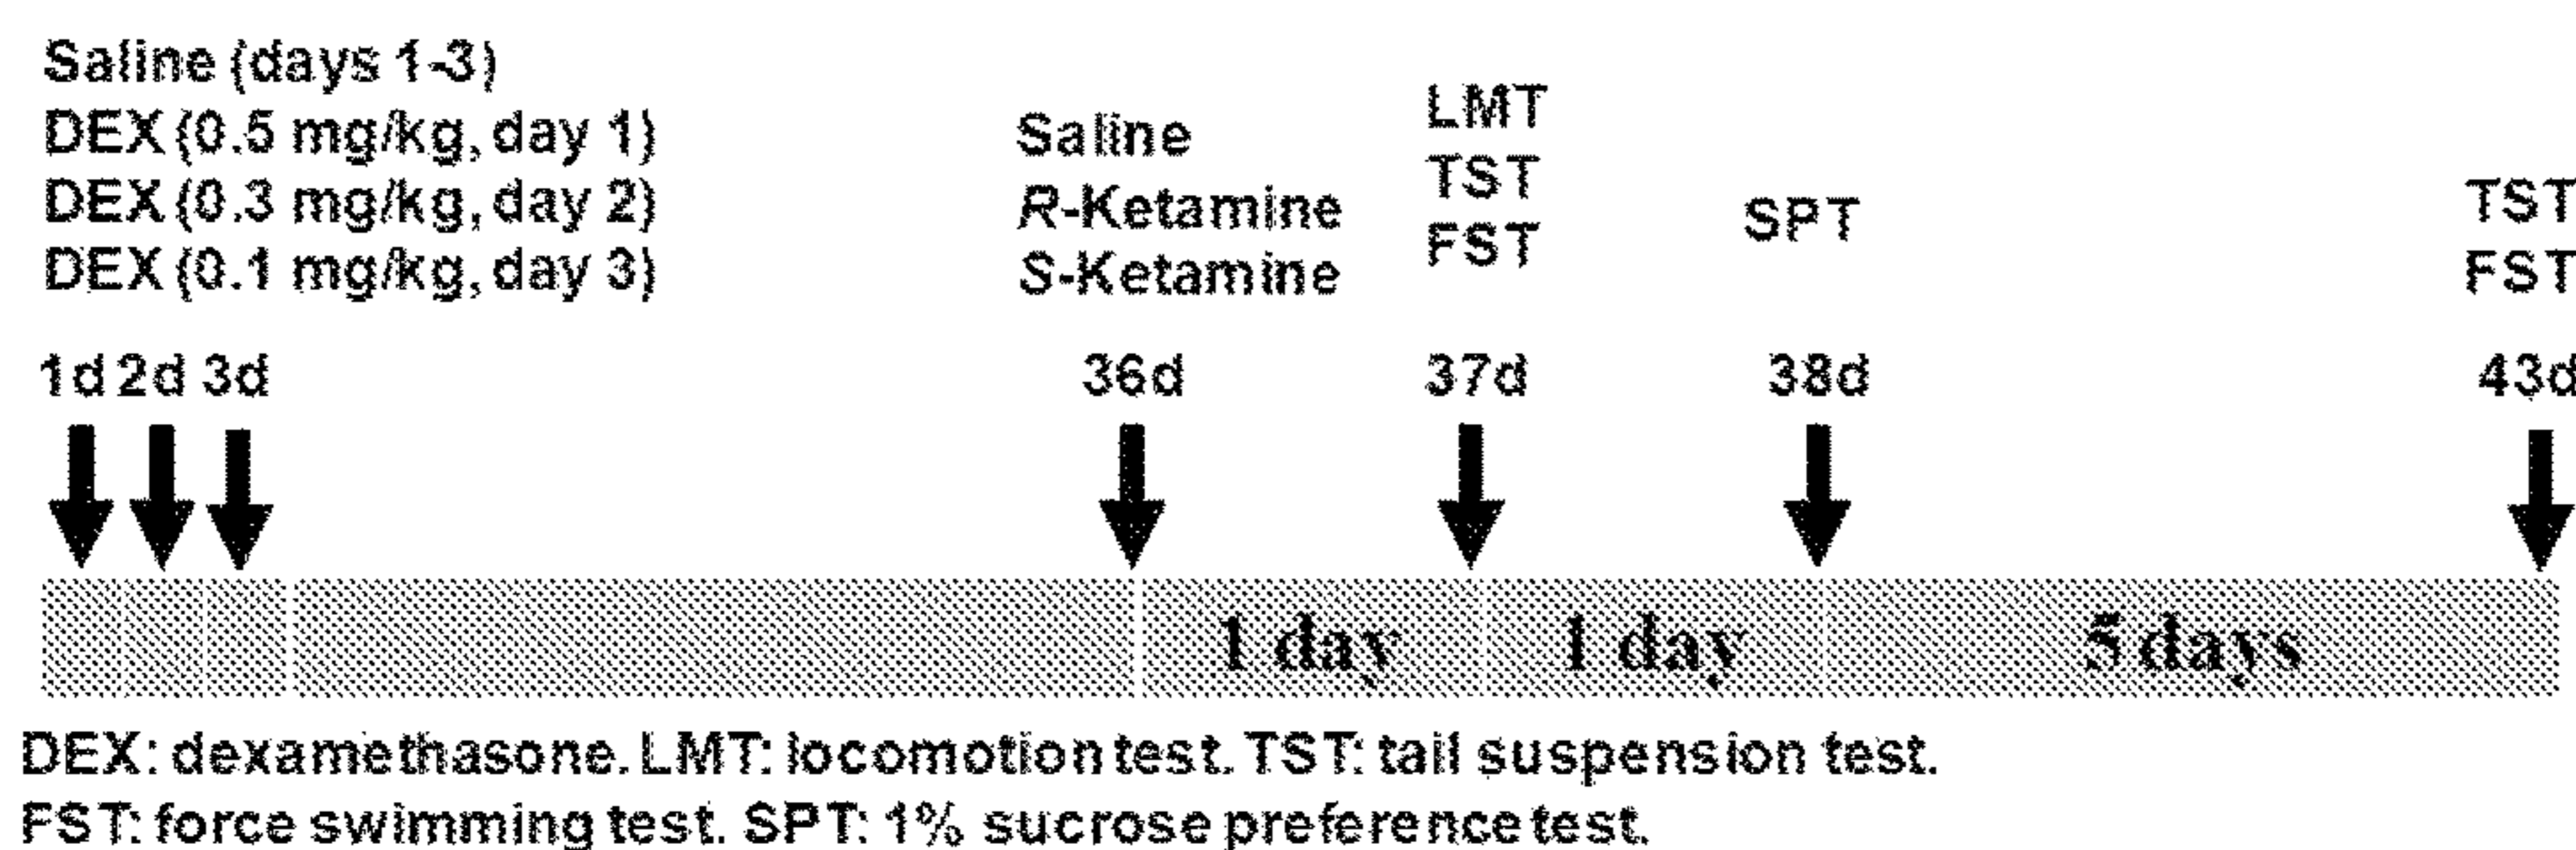 Saline (days 1-3)
DEX (0.5 mg/kg, day 1)
DEX (0.3 mg/kg, day 2)
DEX (0.1 mg/kg, day 3)
Saline
R-Ketamine
S-Ketamine
LMT
TST
FST
SPT
TST
FST
1d 2d 3d
36d
37d
38d
43d
1 day
1 day
5 days
DEX: dexamethasone. LMT: locomotion test. TST: tail suspension test.
FST: force swimming test. SPT: 1% sucrose preference test.